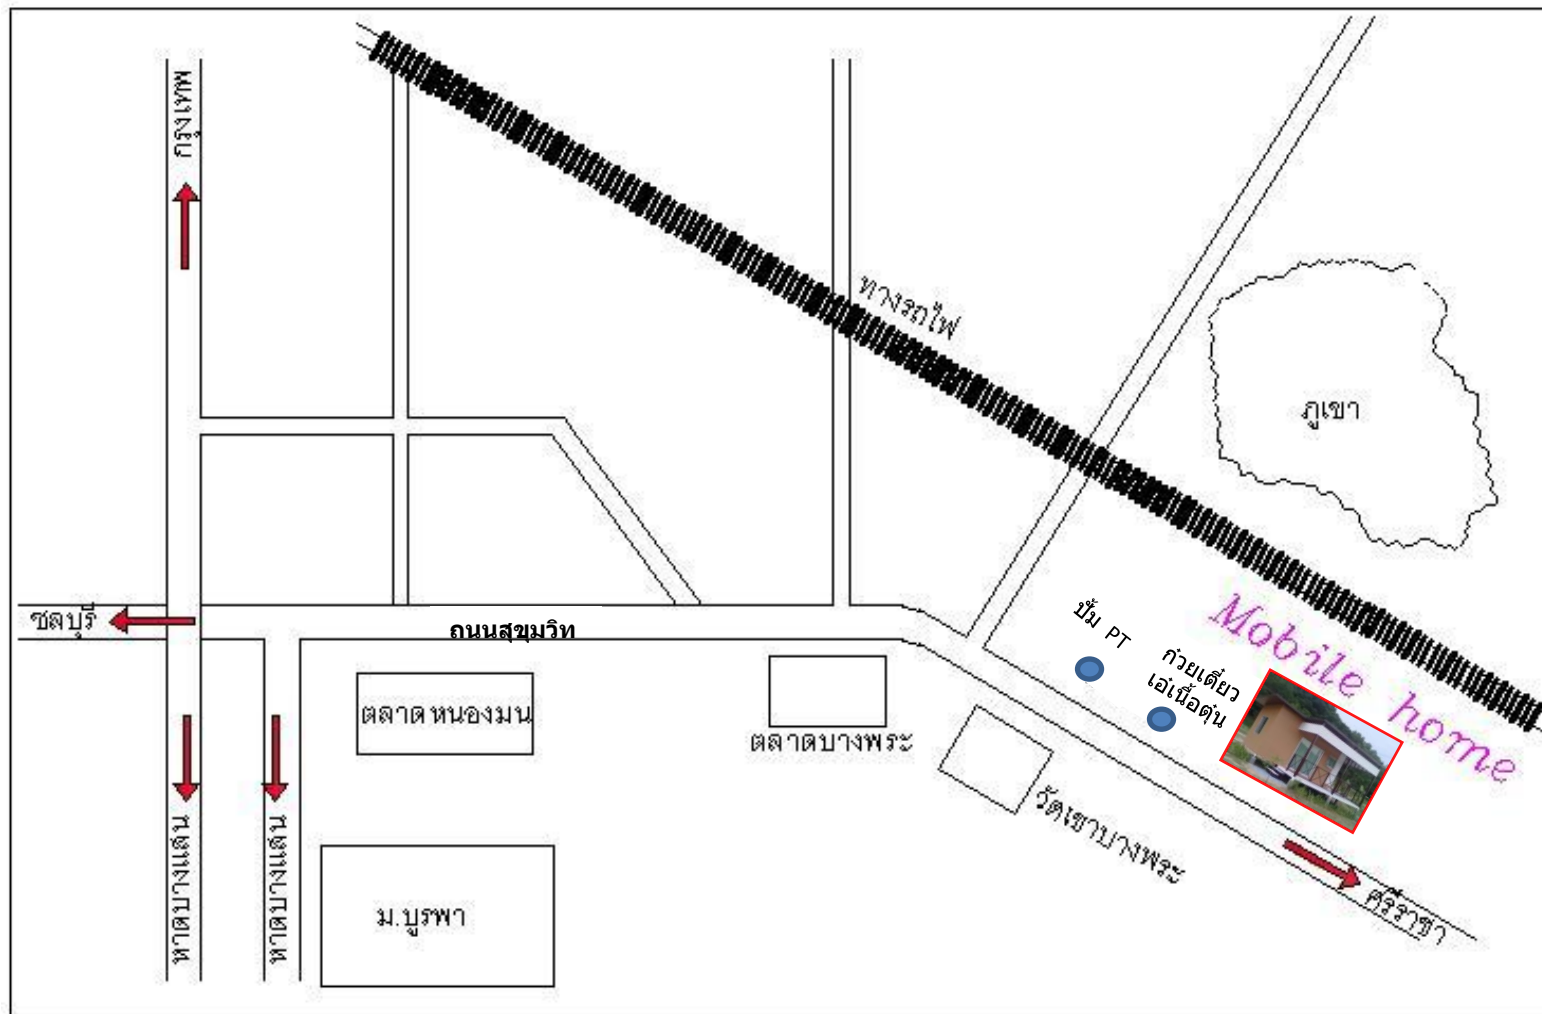 กรุงเทพ
ทางรถไฟ
ภูเขา
ชลบุรี
ถนนสุขุมวิท
ปั้ม PT
ก๋วยเตี๋ยว
เอ๋เนื้อตุ๋น
Mobile home
ตลาดหนองมน
ตลาดบางพระ
วัดเขาบางพระ
หาดบางแสน
หาดบางแสน
ม.บูรพา
ศรีราชา